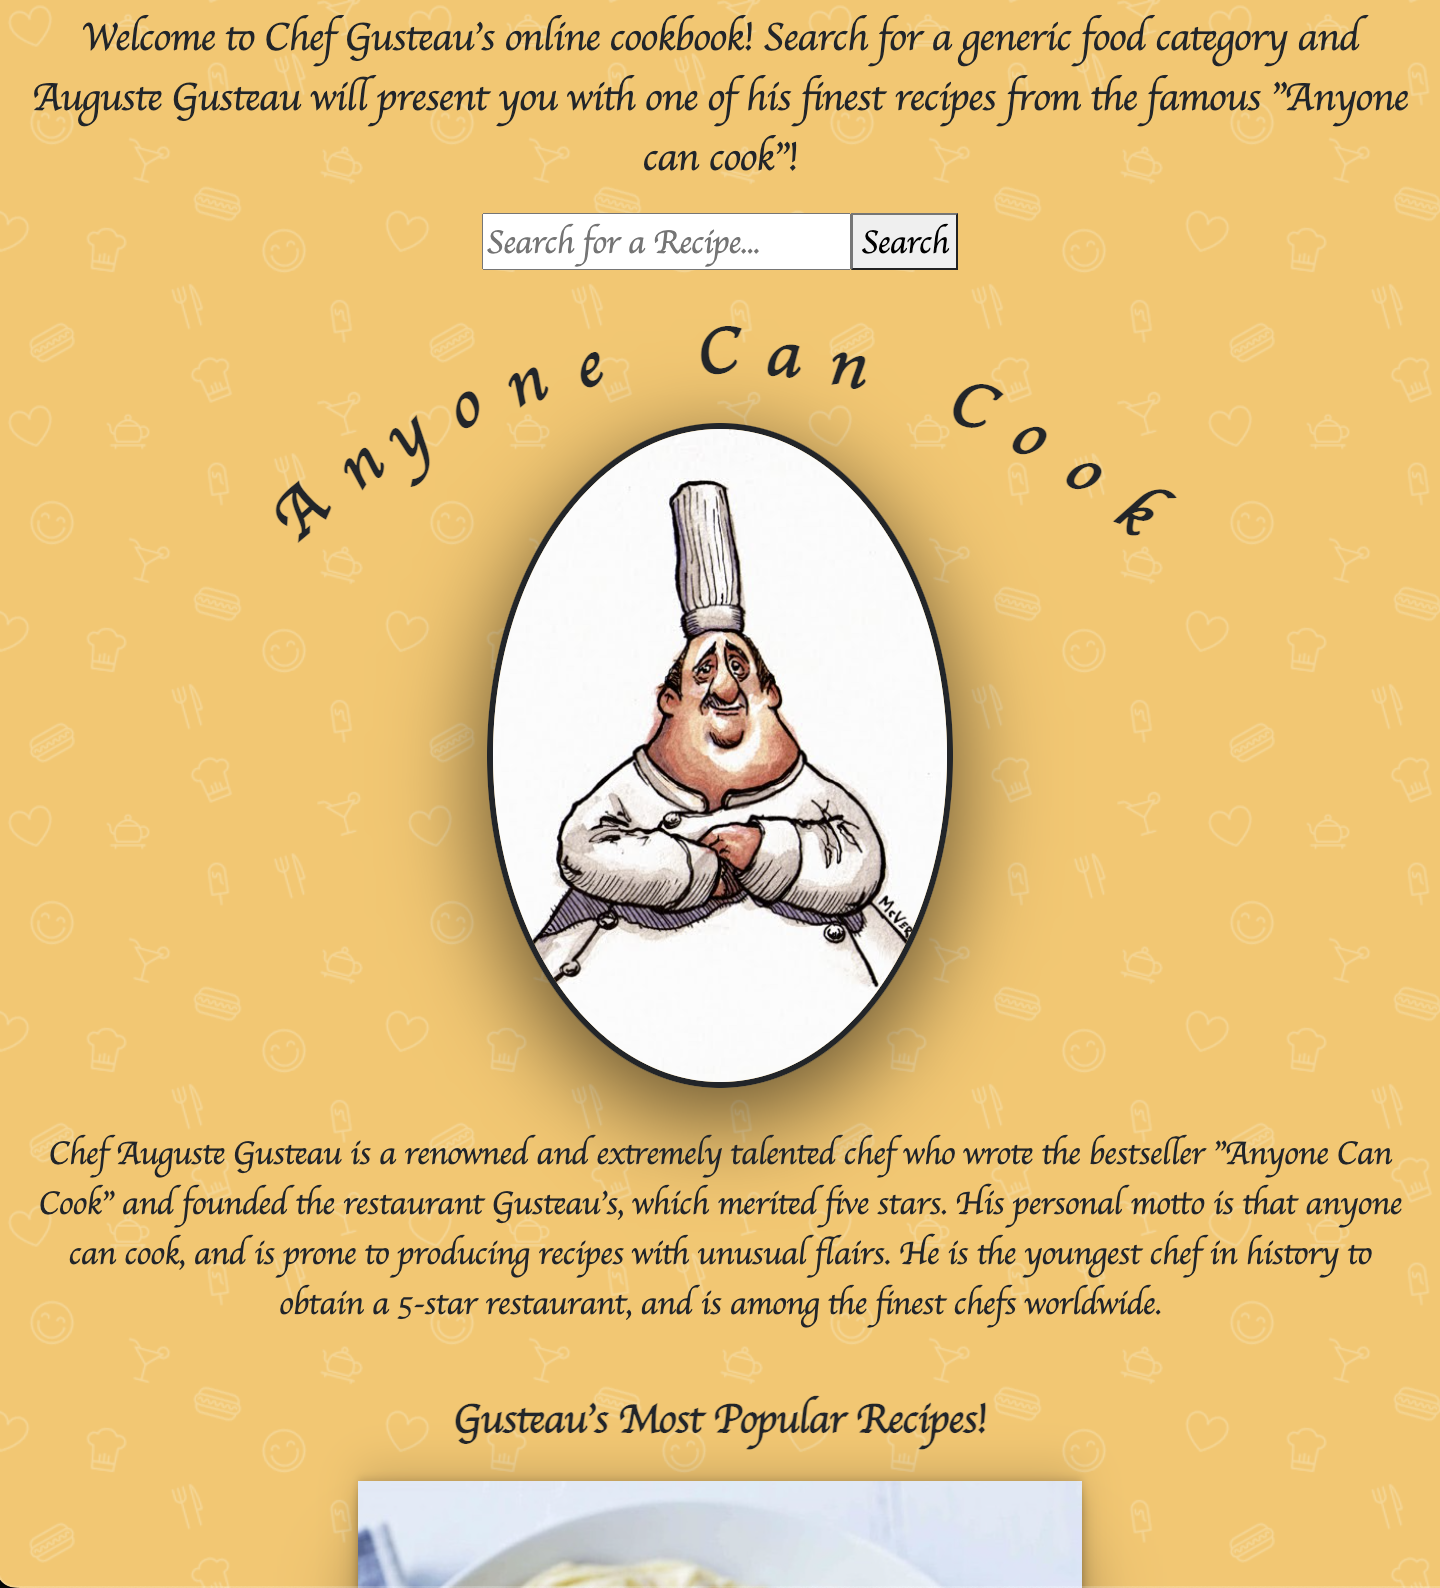 Welcome to Chef Gusteau's online cookbook! Search for a generic food category and
Auguste Gusteau will present you with one of his finest recipes from the famous "Anyone
can cook"!
Search for a Recipe... Search
Anyone Can Cook
Chef Auguste Gusteau is a renowned and extremely talented chef who wrote the bestseller "Anyone Can
Cook" and founded the restaurant Gusteau's, which merited five stars. His personal motto is that anyone
can cook, and is prone to producing recipes with unusual flairs. He is the youngest chef in history to
obtain a 5-star restaurant, and is among the finest chefs worldwide.
Gusteau's Most Popular Recipes!